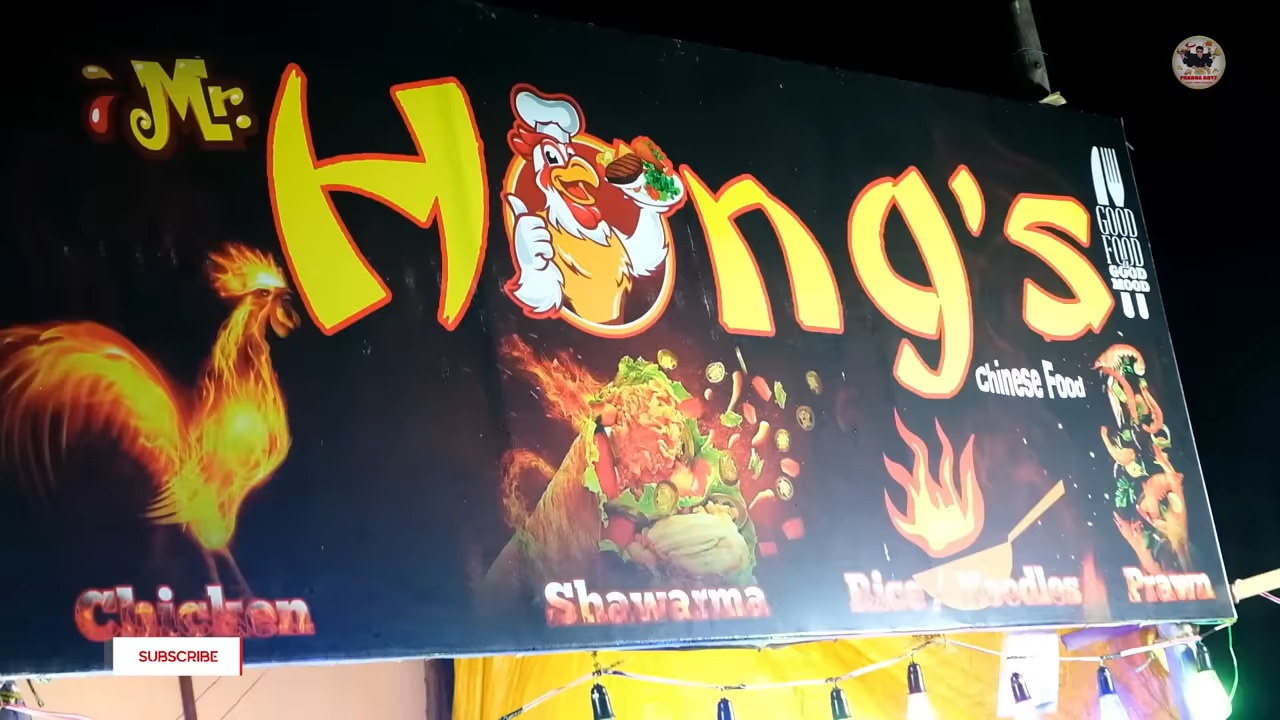 Mr.
Hong's
Chinese Food
GOOD
FOOD
GOOD
MOOD
Chicken
Shawarma
Rice / Noodles
Prawn
SUBSCRIBE